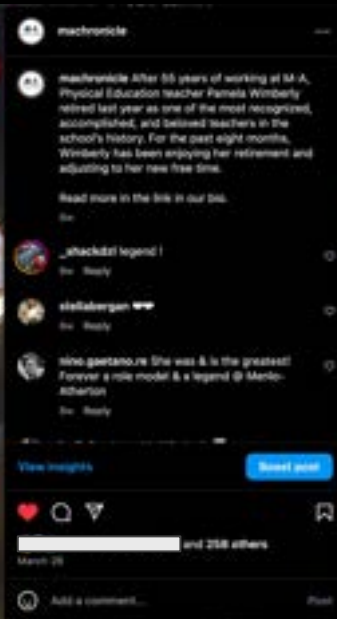 machronicle
machronicle After 55 years of working at M-A,
Physical Education teacher Pamela Wimberly
retired last year as one of the most recognized,
accomplished, and beloved teachers in the
school's history. For the past eight months,
Wimberly has been enjoying her retirement and
adjusting to her new free time.
Read more in the link in our bio.
_shackdzl legend !
Reply
stellabergan 🕶🕶
Reply
nino.gaetano.re She was & is the greatest!
Forever a role model & a legend @ Menlo-
Atherton
Reply
View insights
Boost post
and 258 others
March 28
Add a comment...
Post